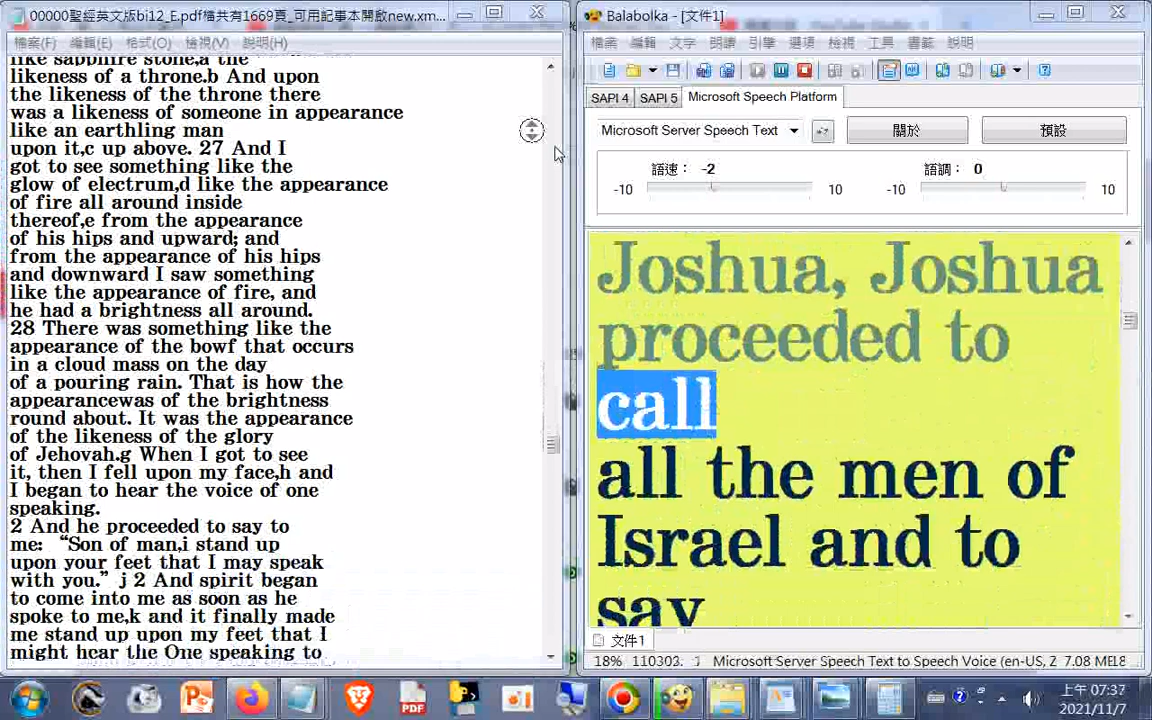 00000聖經英文版bi12_E.pdf檔共有1669頁_可用記事本開啟new.xm...
檔案(F) 編輯(E) 格式(O) 檢視(V) 說明(H)
like sapphire stone,a the
likeness of a throne.b And upon
the likeness of the throne there
was a likeness of someone in appearance
like an earthling man
upon it,c up above. 27 And I
got to see something like the
glow of electrum,d like the appearance
of fire all around inside
thereof,e from the appearance
of his hips and upward; and
from the appearance of his hips
and downward I saw something
like the appearance of fire, and
he had a brightness all around.
28 There was something like the
appearance of the bowf that occurs
in a cloud mass on the day
of a pouring rain. That is how the
appearancewas of the brightness
round about. It was the appearance
of the likeness of the glory
of Jehovah.g When I got to see
it, then I fell upon my face,h and
I began to hear the voice of one
speaking.
2 And he proceeded to say to
me: “Son of man,i stand up
upon your feet that I may speak
with you.” j 2 And spirit began
to come into me as soon as he
spoke to me,k and it finally made
me stand up upon my feet that I
might hear the One speaking to
Balabolka - [文件1]
檔案 編輯 文字 朗讀 引擎 選項 檢視 工具 書籤 說明
SAPI 4 SAPI 5 Microsoft Speech Platform
Microsoft Server Speech Text 關於 預設
語速： -2 語調： 0
-10 10 -10 10
Joshua, Joshua
proceeded to
call
all the men of
Israel and to
say
文件1
18% 110303. Microsoft Server Speech Text to Speech Voice (en-US, 2 7.08 MELB
上午 07:37
2021/11/7